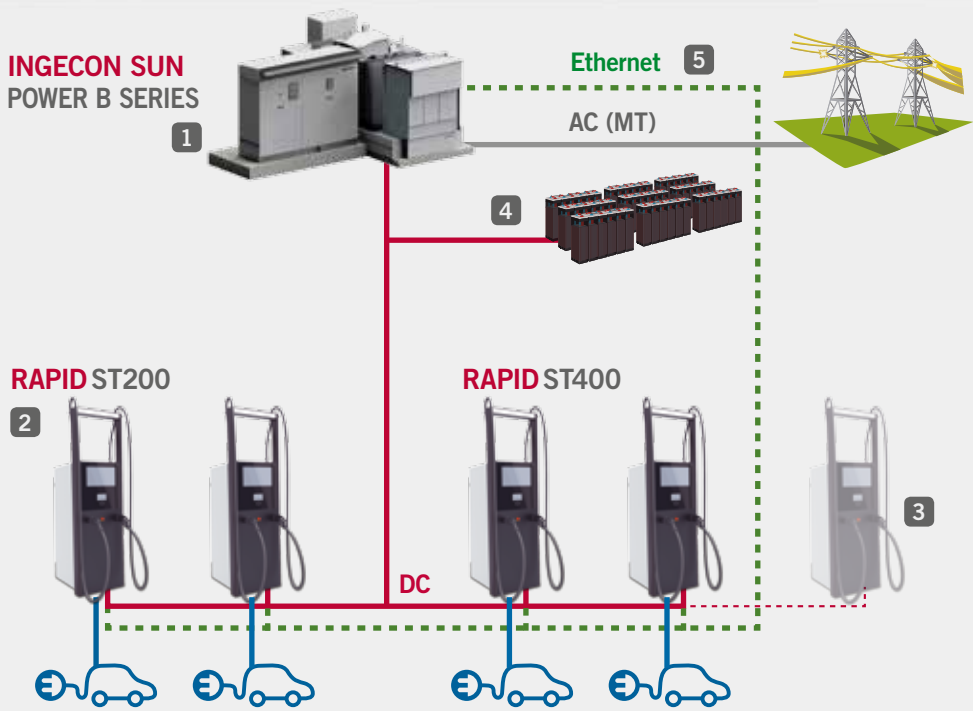 INGECON SUN
POWER B SERIES
1
Ethernet 5
AC (MT)
4
RAPID ST200
2
RAPID ST400
3
DC
E
E
E
E